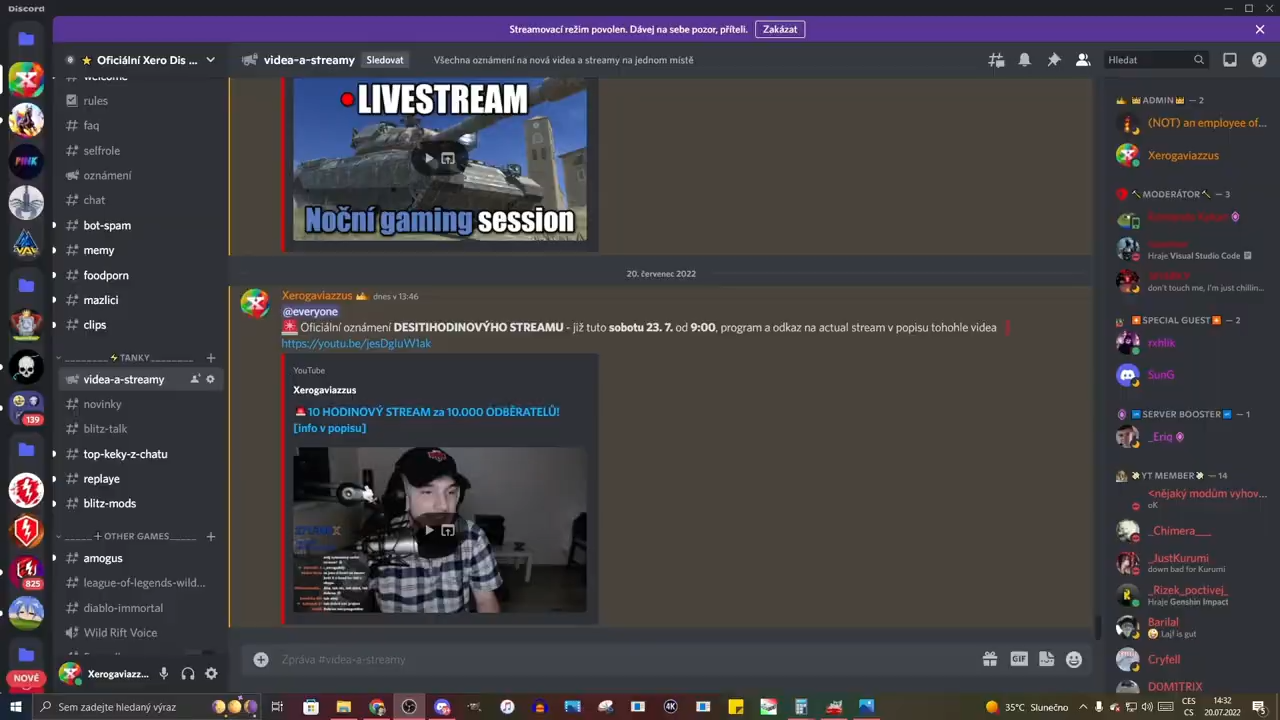 Discord
Streamovací režim povolen. Dávej na sebe pozor, příteli. Zakázat
Oficiální Xero Dis ...
videa-a-streamy Sledovat Všechna oznámení na nová videa a streamy na jednom místě
Hledat
welcome
rules
faq
selfrole
oznámení
chat
bot-spam
memy
foodporn
mazlíci
clips
________⚡TANKY________
videa-a-streamy
novinky
blitz-talk
top-keky-z-chatu
replaye
blitz-mods
_____➕OTHER GAMES_____
amogus
league-of-legends-wild...
diablo-immortal
Wild Rift Voice
PINK
139
825
NOVÉ
Xerogaviazz...
LIVESTREAM
Noční gaming session
20. červenec 2022
Xerogaviazzus dnes v 13:46
@everyone
🚨 Oficiální oznámení DESITIHODINOVÝHO STREAMU - již tuto sobotu 23. 7. od 9:00, program a odkaz na actual stream v popisu tohohle videa ❗
https://youtu.be/jesDgluW1ak
YouTube
Xerogaviazzus
🚨10 HODINOVÝ STREAM za 10.000 ODBĚRATELŮ!
[info v popisu]
Zpráva #videa-a-streamy
GIF
👑ADMIN👑 — 2
(NOT) an employee of...
Xerogaviazzus
MODERÁTOR — 3
Hraje Visual Studio Code
don't touch me, I'm just chillin...
SPECIAL GUEST — 2
rxhlik
SunG
SERVER BOOSTER — 1
_Eriq
YT MEMBER — 14
<nějaký modům vyhov...
oK
_Chimera___
_JustKurumi
down bad for Kurumi
_Rizek_poctivej_
Hraje Genshin Impact
Barilal
Lajf is gut
Cryfell
D0M1TRIX
Sem zadejte hledaný výraz
4K
35°C Slunečno
CES
CS
14:32
20.07.2022